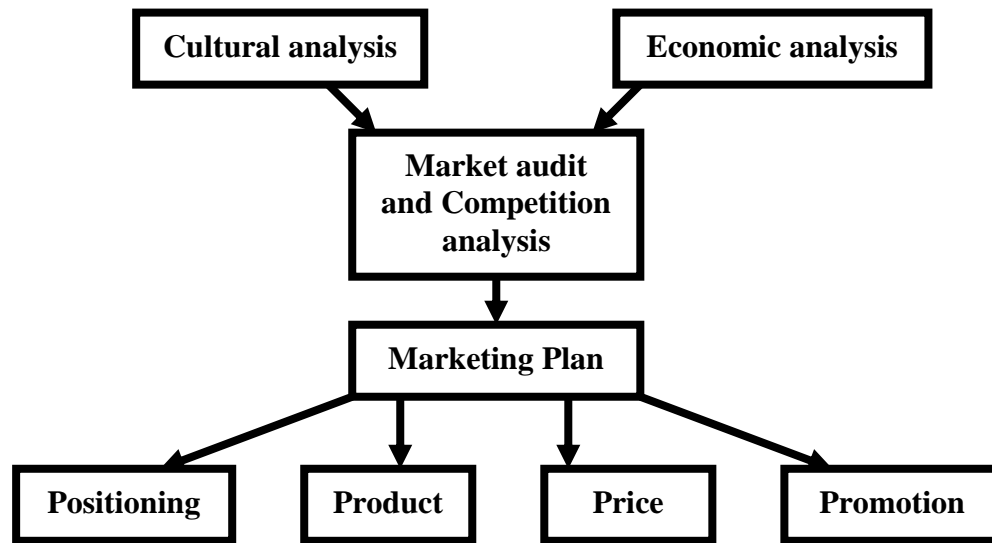 Cultural analysis
Economic analysis
Market audit
and Competition
analysis
Marketing Plan
Positioning
Product
Price
Promotion